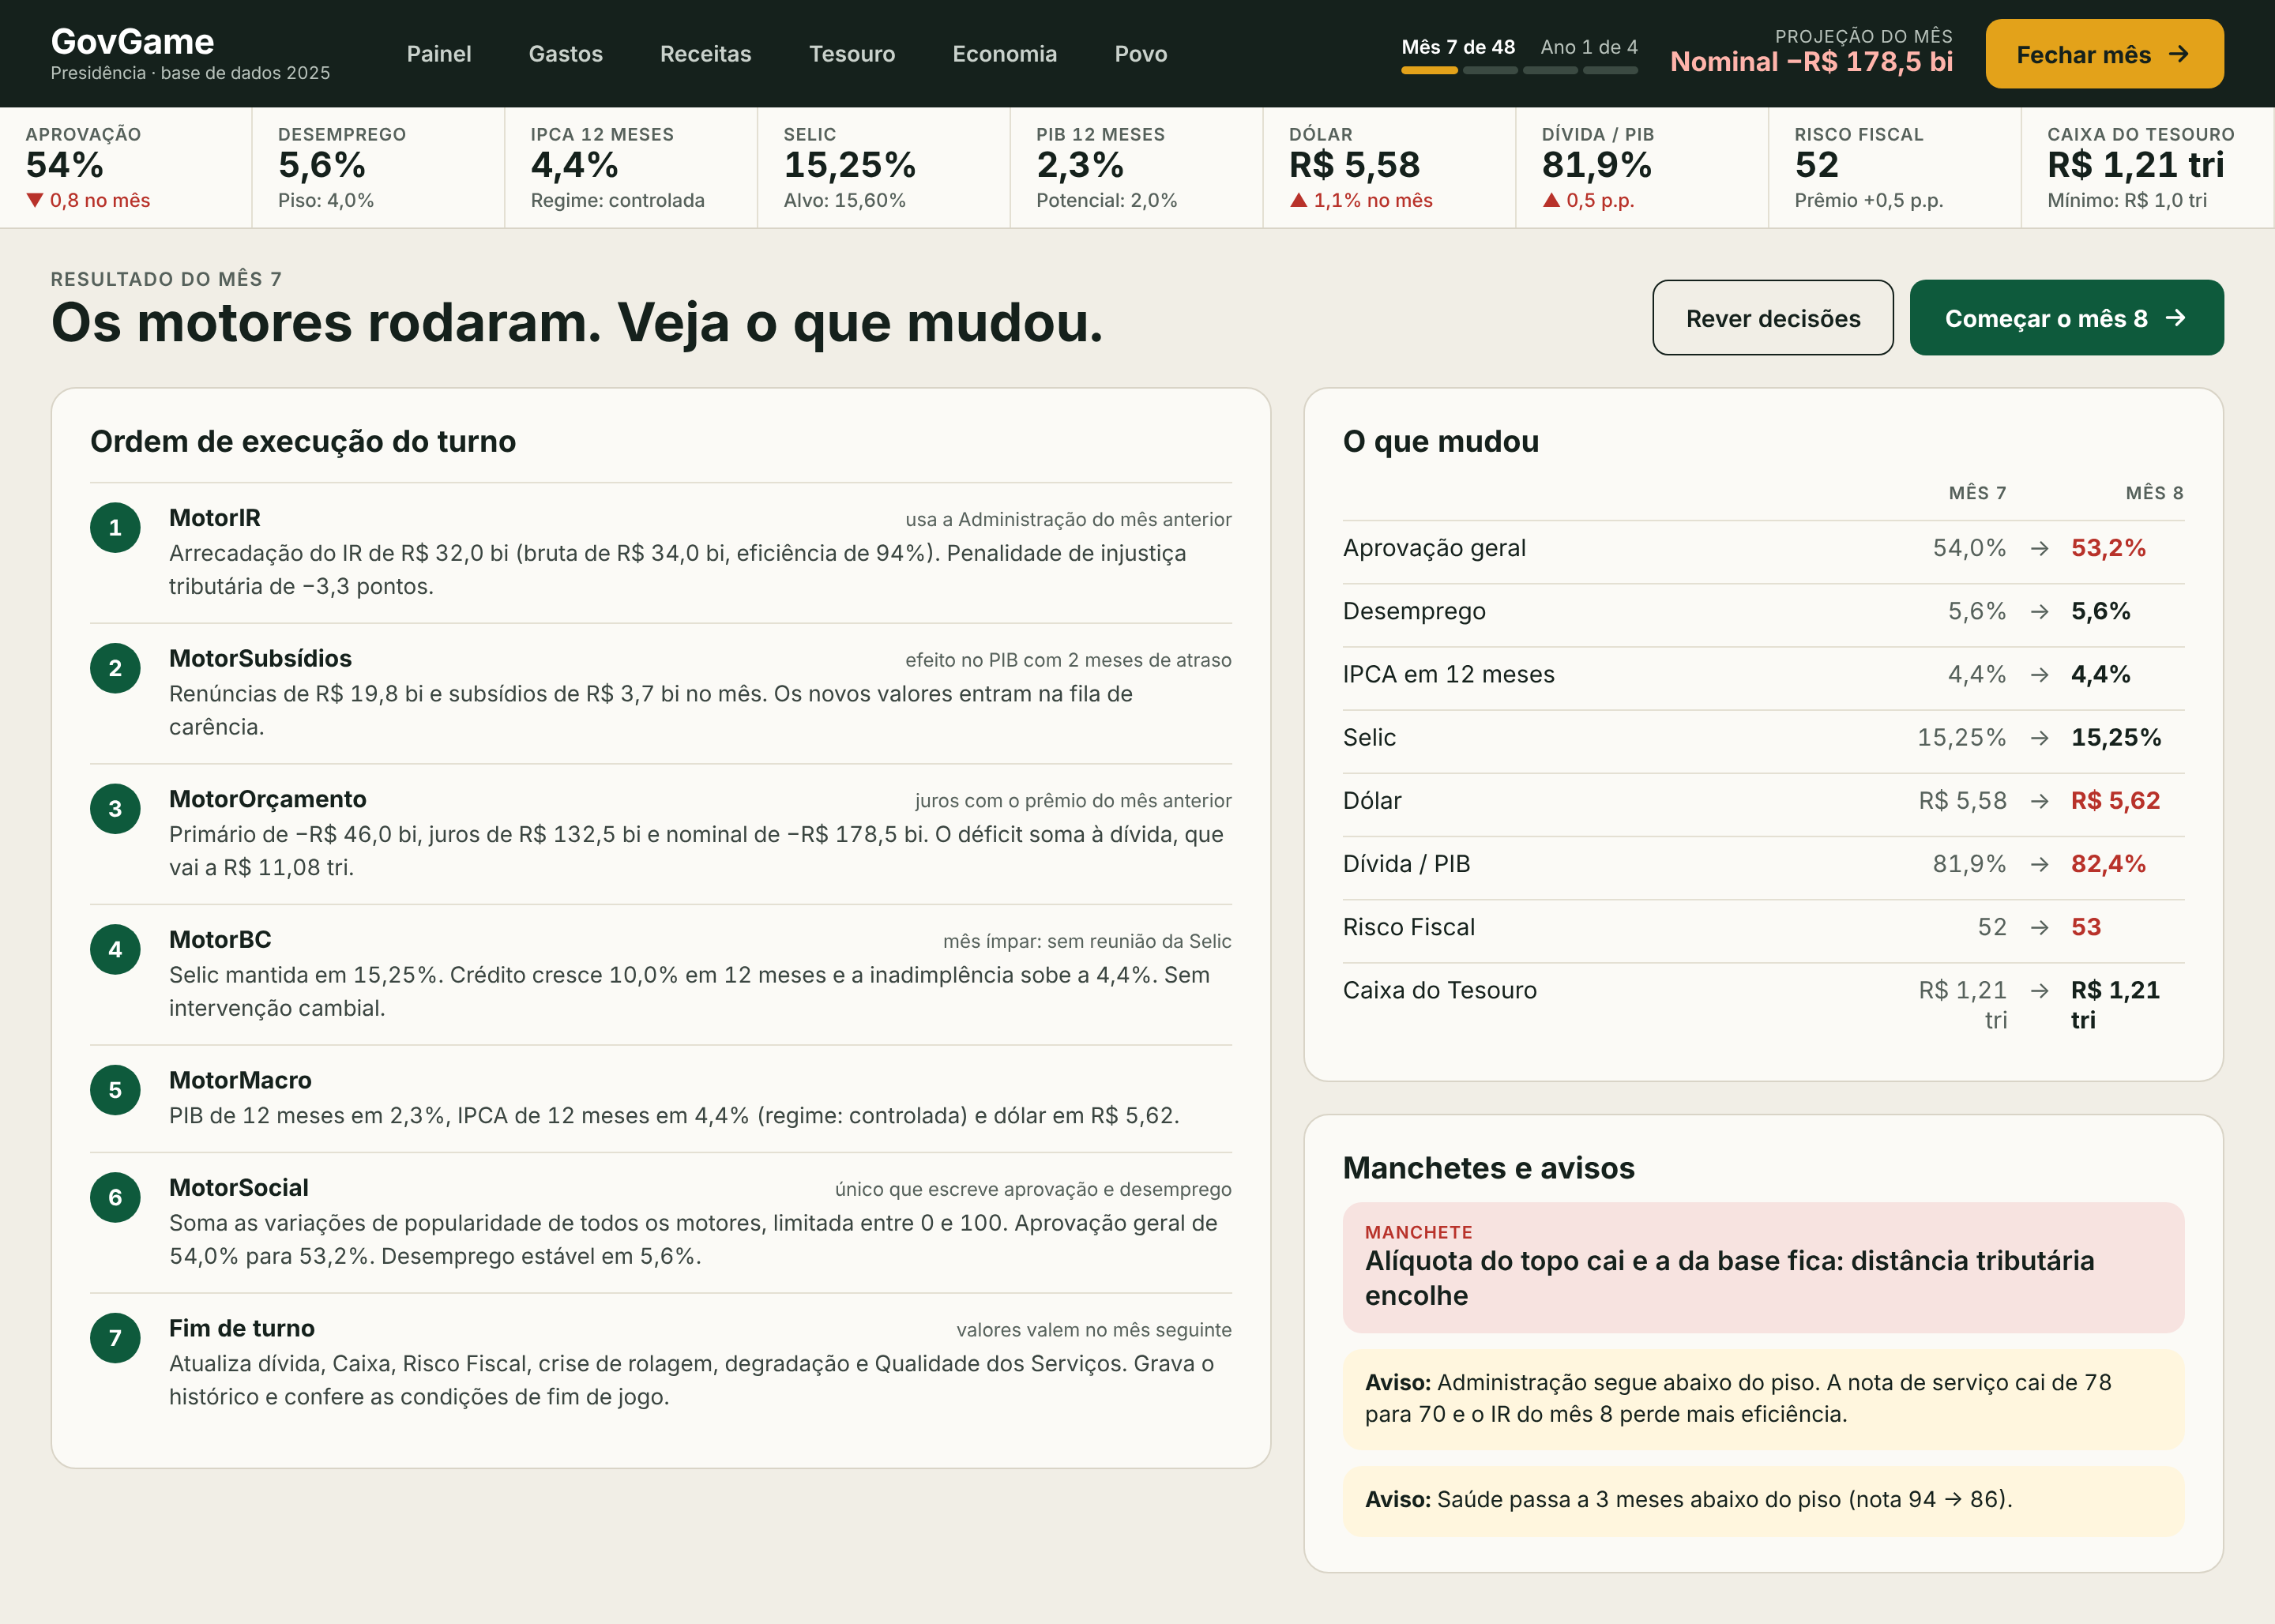 GovGame
Presidência · base de dados 2025
Painel
Gastos
Receitas
Tesouro
Economia
Povo
Mês 7 de 48
Ano 1 de 4
PROJEÇÃO DO MÊS
Nominal −R$ 178,5 bi
Fechar mês →
APROVAÇÃO
54%
▼ 0,8 no mês
DESEMPREGO
5,6%
Piso: 4,0%
IPCA 12 MESES
4,4%
Regime: controlada
SELIC
15,25%
Alvo: 15,60%
PIB 12 MESES
2,3%
Potencial: 2,0%
DÓLAR
R$ 5,58
▲ 1,1% no mês
DÍVIDA / PIB
81,9%
▲ 0,5 p.p.
RISCO FISCAL
52
Prêmio +0,5 p.p.
CAIXA DO TESOURO
R$ 1,21 tri
Mínimo: R$ 1,0 tri
RESULTADO DO MÊS 7
Os motores rodaram. Veja o que mudou.
Rever decisões
Começar o mês 8 →
Ordem de execução do turno
1
MotorIR
usa a Administração do mês anterior
Arrecadação do IR de R$ 32,0 bi (bruta de R$ 34,0 bi, eficiência de 94%). Penalidade de injustiça
tributária de −3,3 pontos.
2
MotorSubsídios
efeito no PIB com 2 meses de atraso
Renúncias de R$ 19,8 bi e subsídios de R$ 3,7 bi no mês. Os novos valores entram na fila de
carência.
3
MotorOrçamento
juros com o prêmio do mês anterior
Primário de −R$ 46,0 bi, juros de R$ 132,5 bi e nominal de −R$ 178,5 bi. O déficit soma à dívida, que
vai a R$ 11,08 tri.
4
MotorBC
mês ímpar: sem reunião da Selic
Selic mantida em 15,25%. Crédito cresce 10,0% em 12 meses e a inadimplência sobe a 4,4%. Sem
intervenção cambial.
5
MotorMacro
PIB de 12 meses em 2,3%, IPCA de 12 meses em 4,4% (regime: controlada) e dólar em R$ 5,62.
6
MotorSocial
único que escreve aprovação e desemprego
Soma as variações de popularidade de todos os motores, limitada entre 0 e 100. Aprovação geral de
54,0% para 53,2%. Desemprego estável em 5,6%.
7
Fim de turno
valores valem no mês seguinte
Atualiza dívida, Caixa, Risco Fiscal, crise de rolagem, degradação e Qualidade dos Serviços. Grava o
histórico e confere as condições de fim de jogo.
O que mudou
MÊS 7 MÊS 8
Aprovação geral 54,0% → 53,2%
Desemprego 5,6% → 5,6%
IPCA em 12 meses 4,4% → 4,4%
Selic 15,25% → 15,25%
Dólar R$ 5,58 → R$ 5,62
Dívida / PIB 81,9% → 82,4%
Risco Fiscal 52 → 53
Caixa do Tesouro R$ 1,21 → R$ 1,21
tri tri
Manchetes e avisos
MANCHETE
Alíquota do topo cai e a da base fica: distância tributária
encolhe
Aviso: Administração segue abaixo do piso. A nota de serviço cai de 78
para 70 e o IR do mês 8 perde mais eficiência.
Aviso: Saúde passa a 3 meses abaixo do piso (nota 94 → 86).